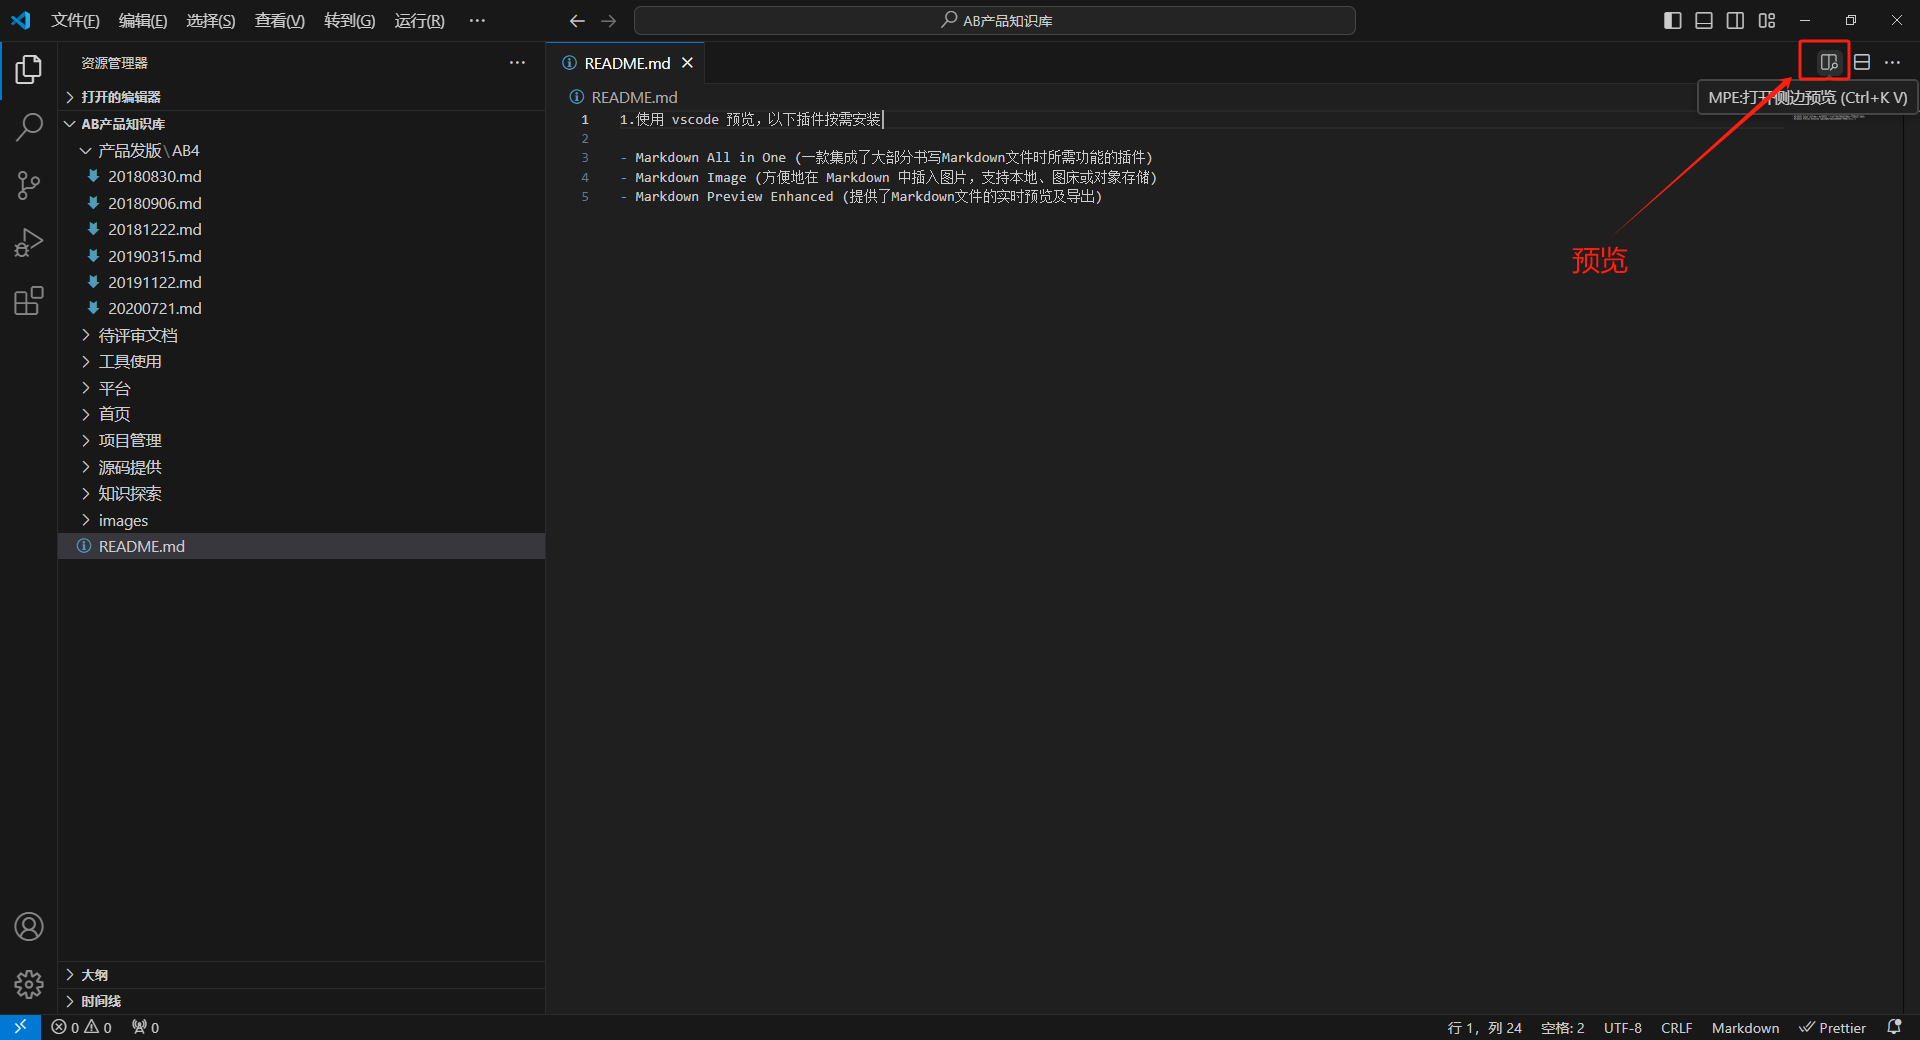 文件(F) 编辑(E) 选择(S) 查看(V) 转到(G) 运行(R) ···
AB产品知识库
资源管理器
打开的编辑器
AB产品知识库
产品发版\AB4
20180830.md
20180906.md
20181222.md
20190315.md
20191122.md
20200721.md
待评审文档
工具使用
平台
首页
项目管理
源码提供
知识探索
images
README.md
大纲
时间线
README.md
README.md
MPE:打开侧边预览 (Ctrl+K V)
1 1.使用 vscode 预览，以下插件按需安装
2
3 - Markdown All in One (一款集成了大部分书写Markdown文件时所需功能的插件)
4 - Markdown Image (方便地在 Markdown 中插入图片，支持本地、图床或对象存储)
5 - Markdown Preview Enhanced (提供了Markdown文件的实时预览及导出)
预览
0 0 0
行 1，列 24 空格: 2 UTF-8 CRLF Markdown Prettier